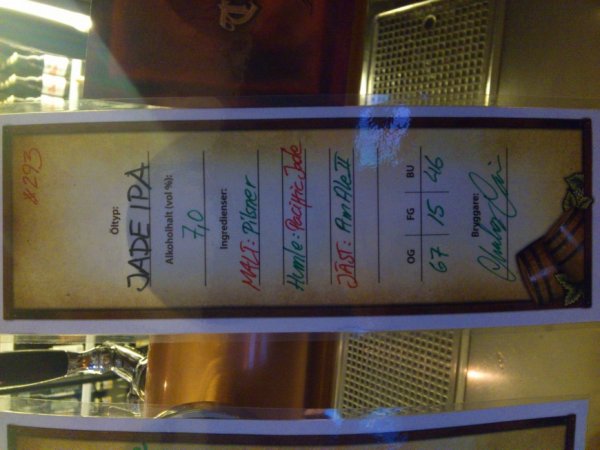 #293
Öltyp:
JADE IPA
Alkoholhalt (vol %):
7,0
Ingredienser:
MALT: Pilsner
Humle: Pacific Jade
JÄST: Am Ale II
OG FG BU
67 15 46
Bryggare: